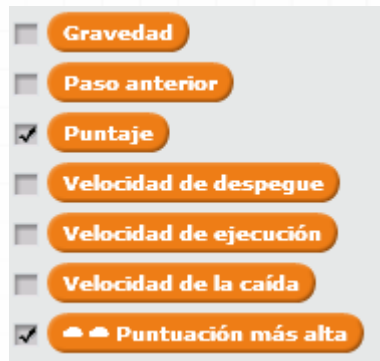 Gravedad
Paso anterior
Puntaje
Velocidad de despegue
Velocidad de ejecución
Velocidad de la caída
Puntuación más alta